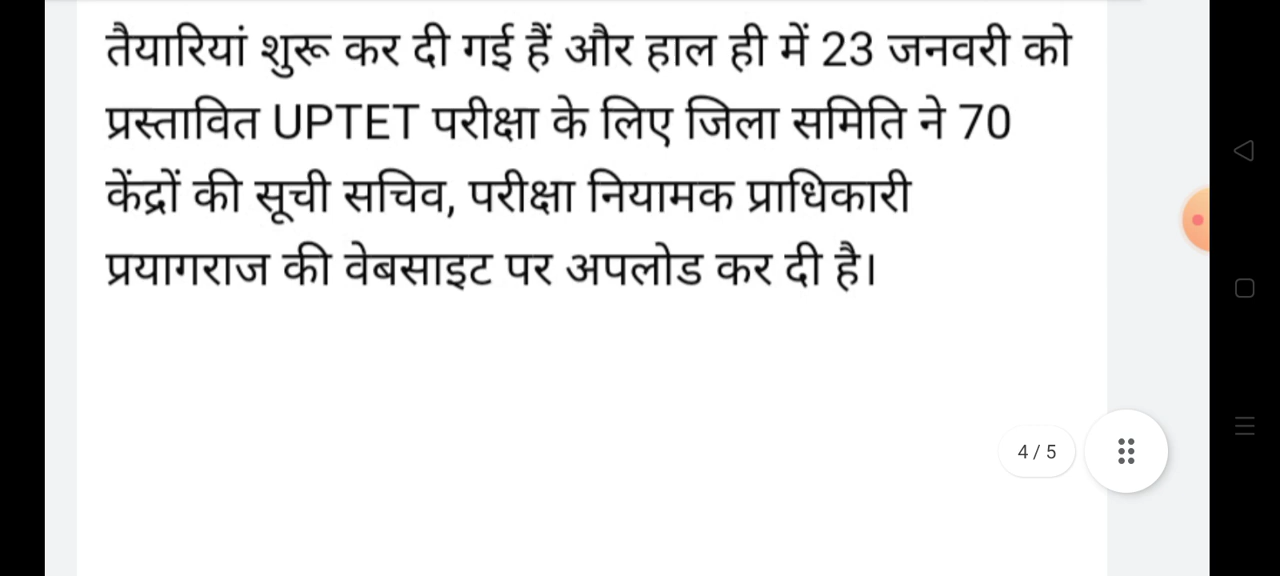 तैयारियां शुरू कर दी गई हैं और हाल ही में 23 जनवरी को
प्रस्तावित UPTET परीक्षा के लिए जिला समिति ने 70
केंद्रों की सूची सचिव, परीक्षा नियामक प्राधिकारी
प्रयागराज की वेबसाइट पर अपलोड कर दी है।
4 / 5